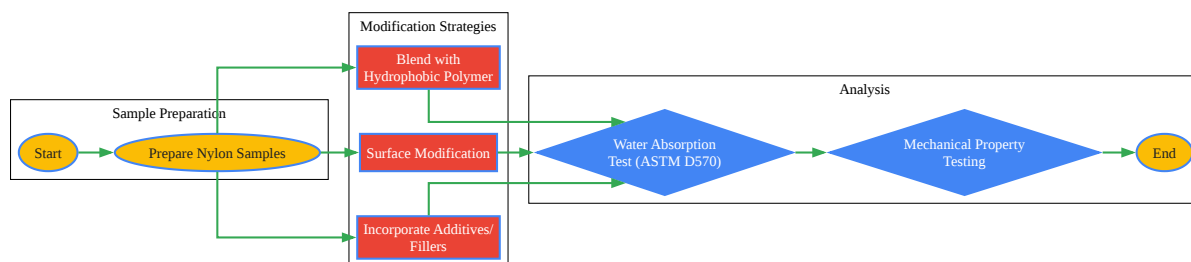 Sample Preparation
Start
Prepare Nylon Samples
Modification Strategies
Blend with
Hydrophobic Polymer
Surface Modification
Incorporate Additives/
Fillers
Analysis
Water Absorption
Test (ASTM D570)
Mechanical Property
Testing
End